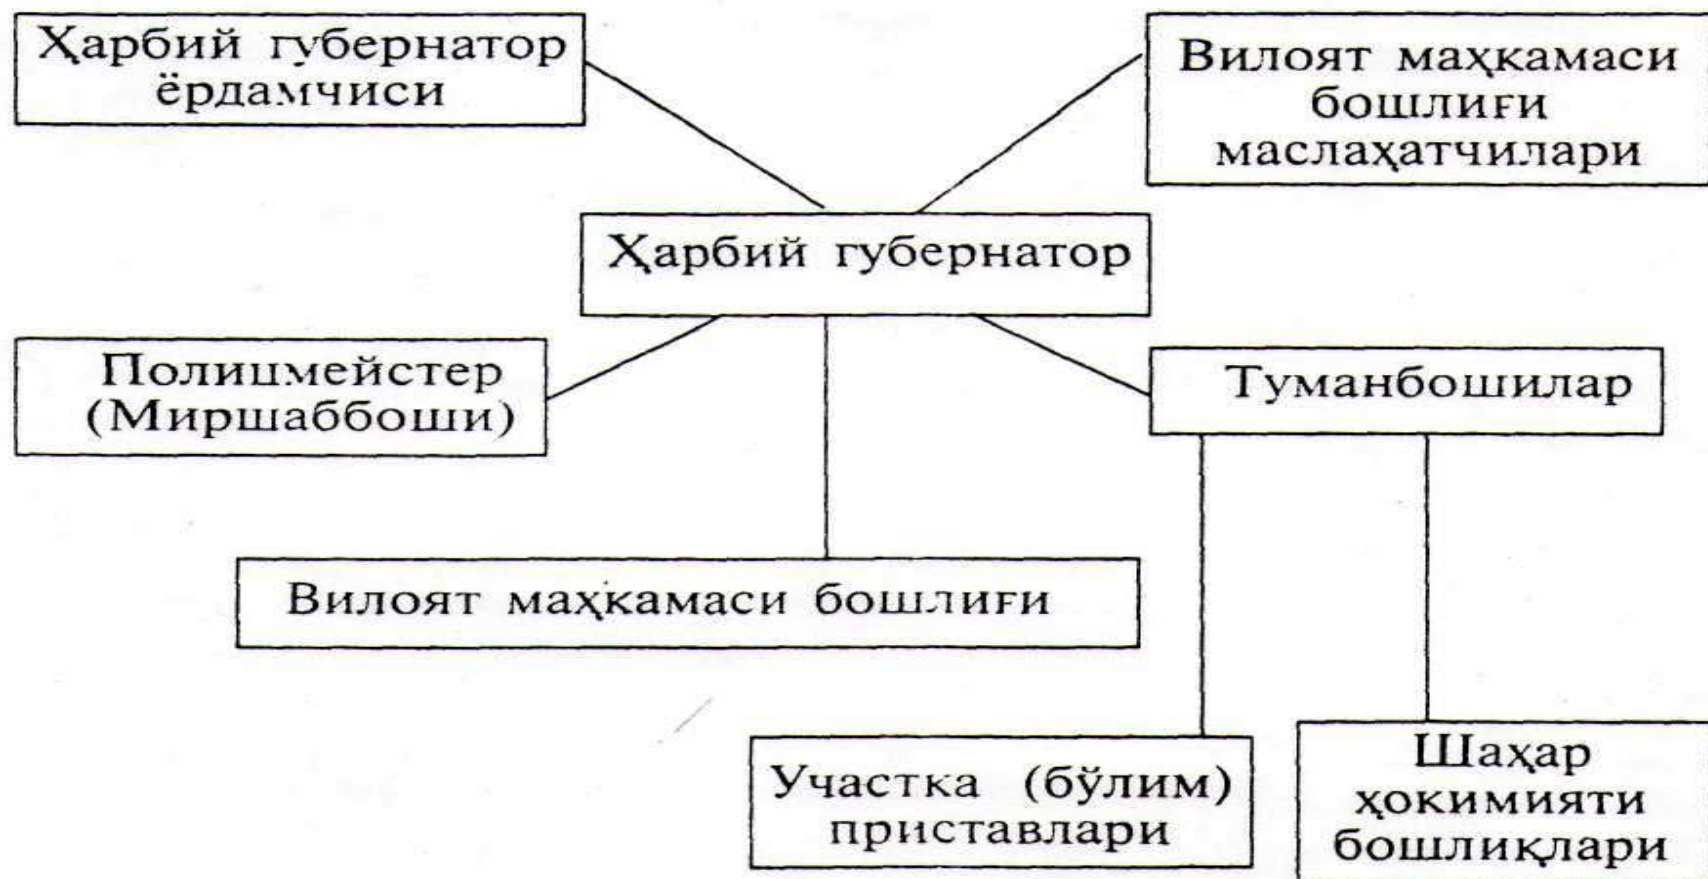 Ҳарбий губернатор
ёрдамчиси
Вилоят маҳкамаси
бошлиғи
маслаҳатчилари
Ҳарбий губернатор
Полицмейстер
(Миршаббоши)
Туманбошилар
Вилоят маҳкамаси бошлиғи
Участка (бўлим)
приставлари
Шаҳар
ҳокимияти
бошлиқлари